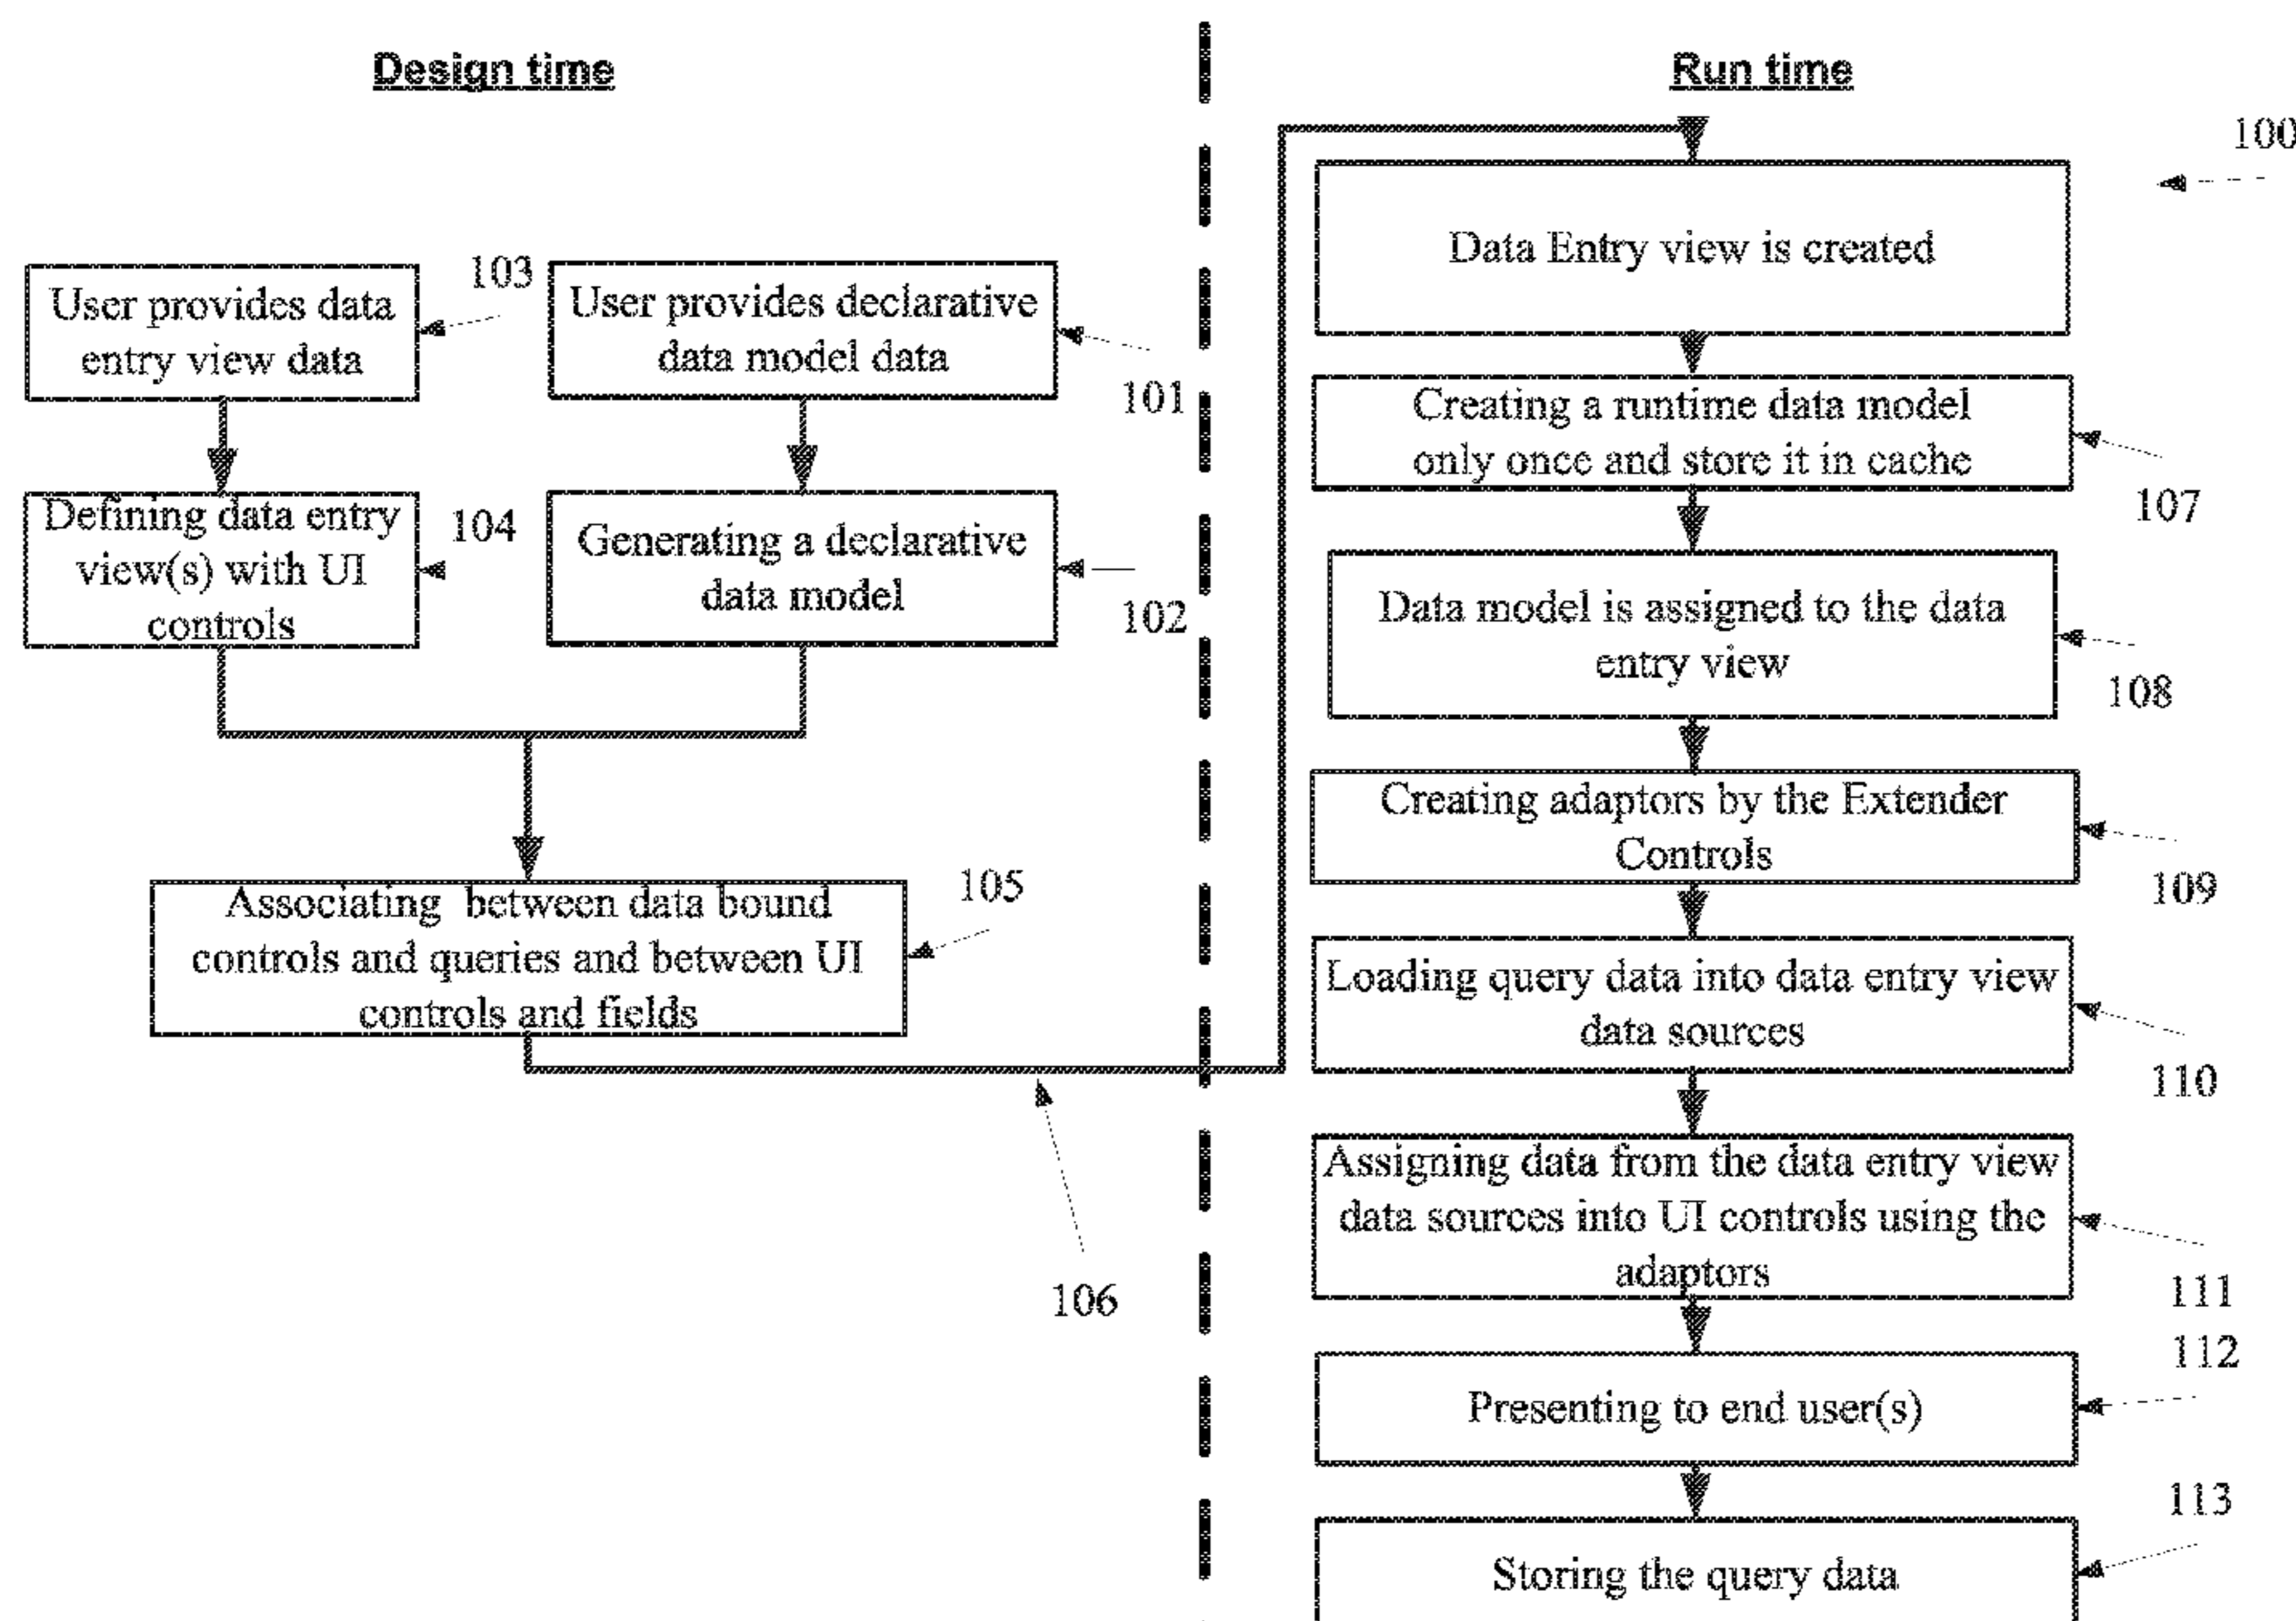 Design time
103
User provides data
entry view data
User provides declarative
data model data
101
Defining data entry
view(s) with UI
controls
104
Generating a declarative
data model
102
Associating between data bound
controls and queries and between UI
controls and fields
105
106
Run time
100
Data Entry view is created
Creating a runtime data model
only once and store it in cache
107
Data model is assigned to the data
entry view
108
Creating adaptors by the Extender
Controls
109
Loading query data into data entry view
data sources
110
Assigning data from the data entry view
data sources into UI controls using the
adaptors
111
112
Presenting to end user(s)
113
Storing the query data